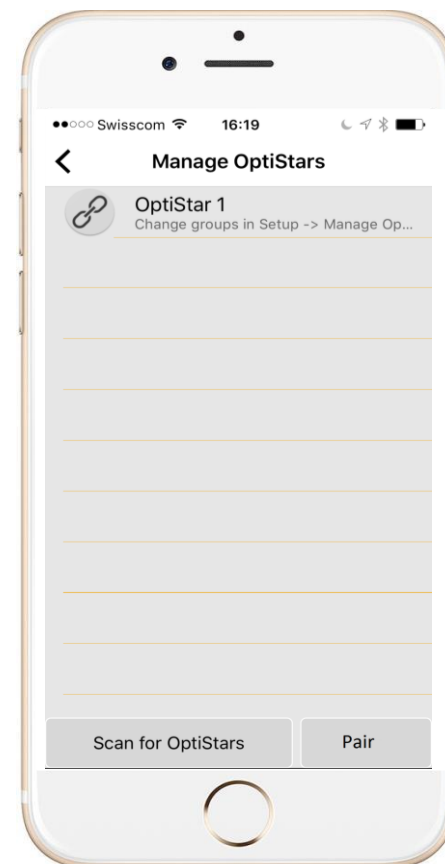 Swisscom 16:19
Manage OptiStars
OptiStar 1
Change groups in Setup -> Manage Op...
Scan for OptiStars Pair